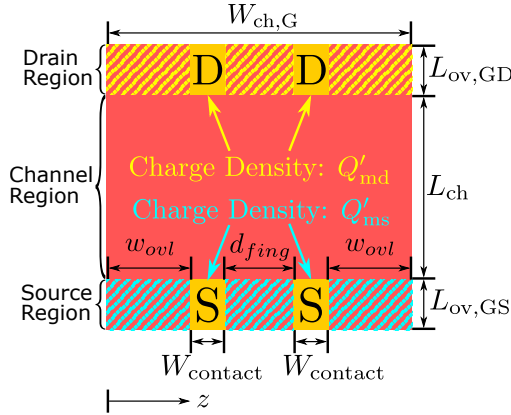 W_ch,G
Drain
Region
D D
L_ov,GD
Channel
Region
Charge Density: Q′_md
Charge Density: Q′_ms
L_ch
w_ovl d_fing w_ovl
Source
Region
S S
L_ov,GS
W_contact W_contact
z